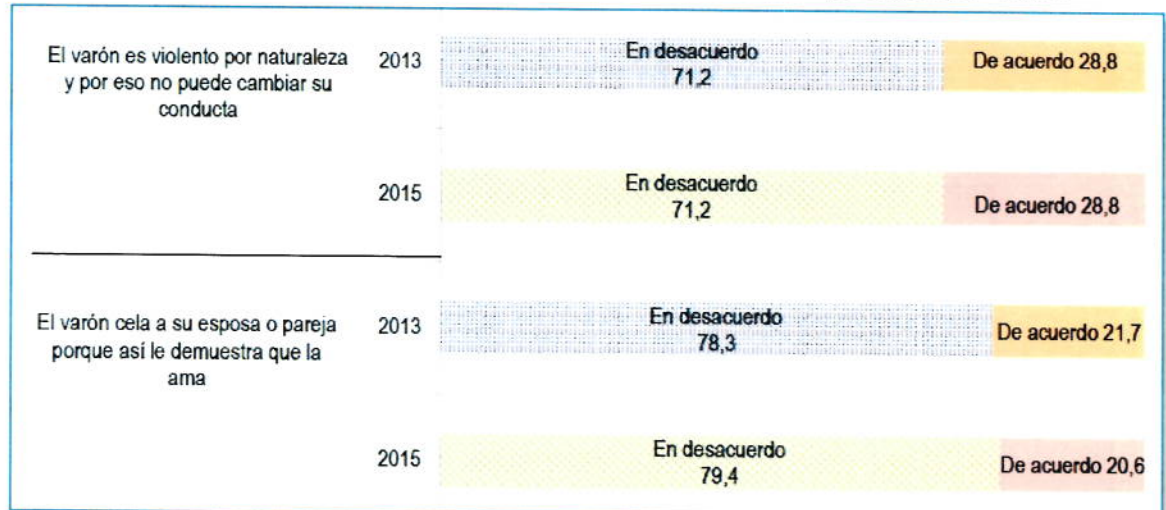 El varón es violento por naturaleza
y por eso no puede cambiar su
conducta
2013
En desacuerdo
71,2
De acuerdo 28,8
2015
En desacuerdo
71,2
De acuerdo 28,8
El varón cela a su esposa o pareja
porque así le demuestra que la
ama
2013
En desacuerdo
78,3
De acuerdo 21,7
2015
En desacuerdo
79,4
De acuerdo 20,6